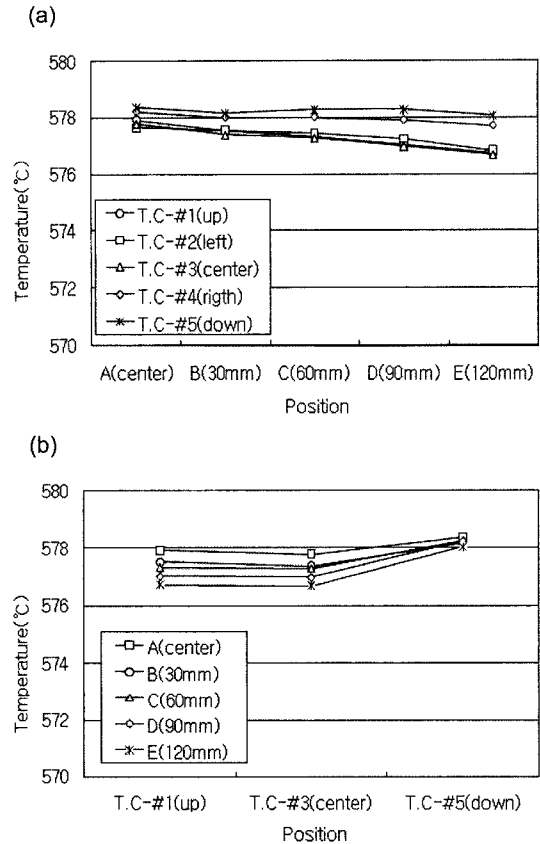 (a)
580
578
576
574
572
570
Temperature(℃)
T.C-#1(up)
T.C-#2(left)
T.C-#3(center)
T.C-#4(rigth)
T.C-#5(down)
A(center) B(30mm) C(60mm) D(90mm) E(120mm)
Position
(b)
580
578
576
574
572
570
Temperature(℃)
A(center)
B(30mm)
C(60mm)
D(90mm)
E(120mm)
T.C-#1(up) T.C-#3(center) T.C-#5(down)
Position